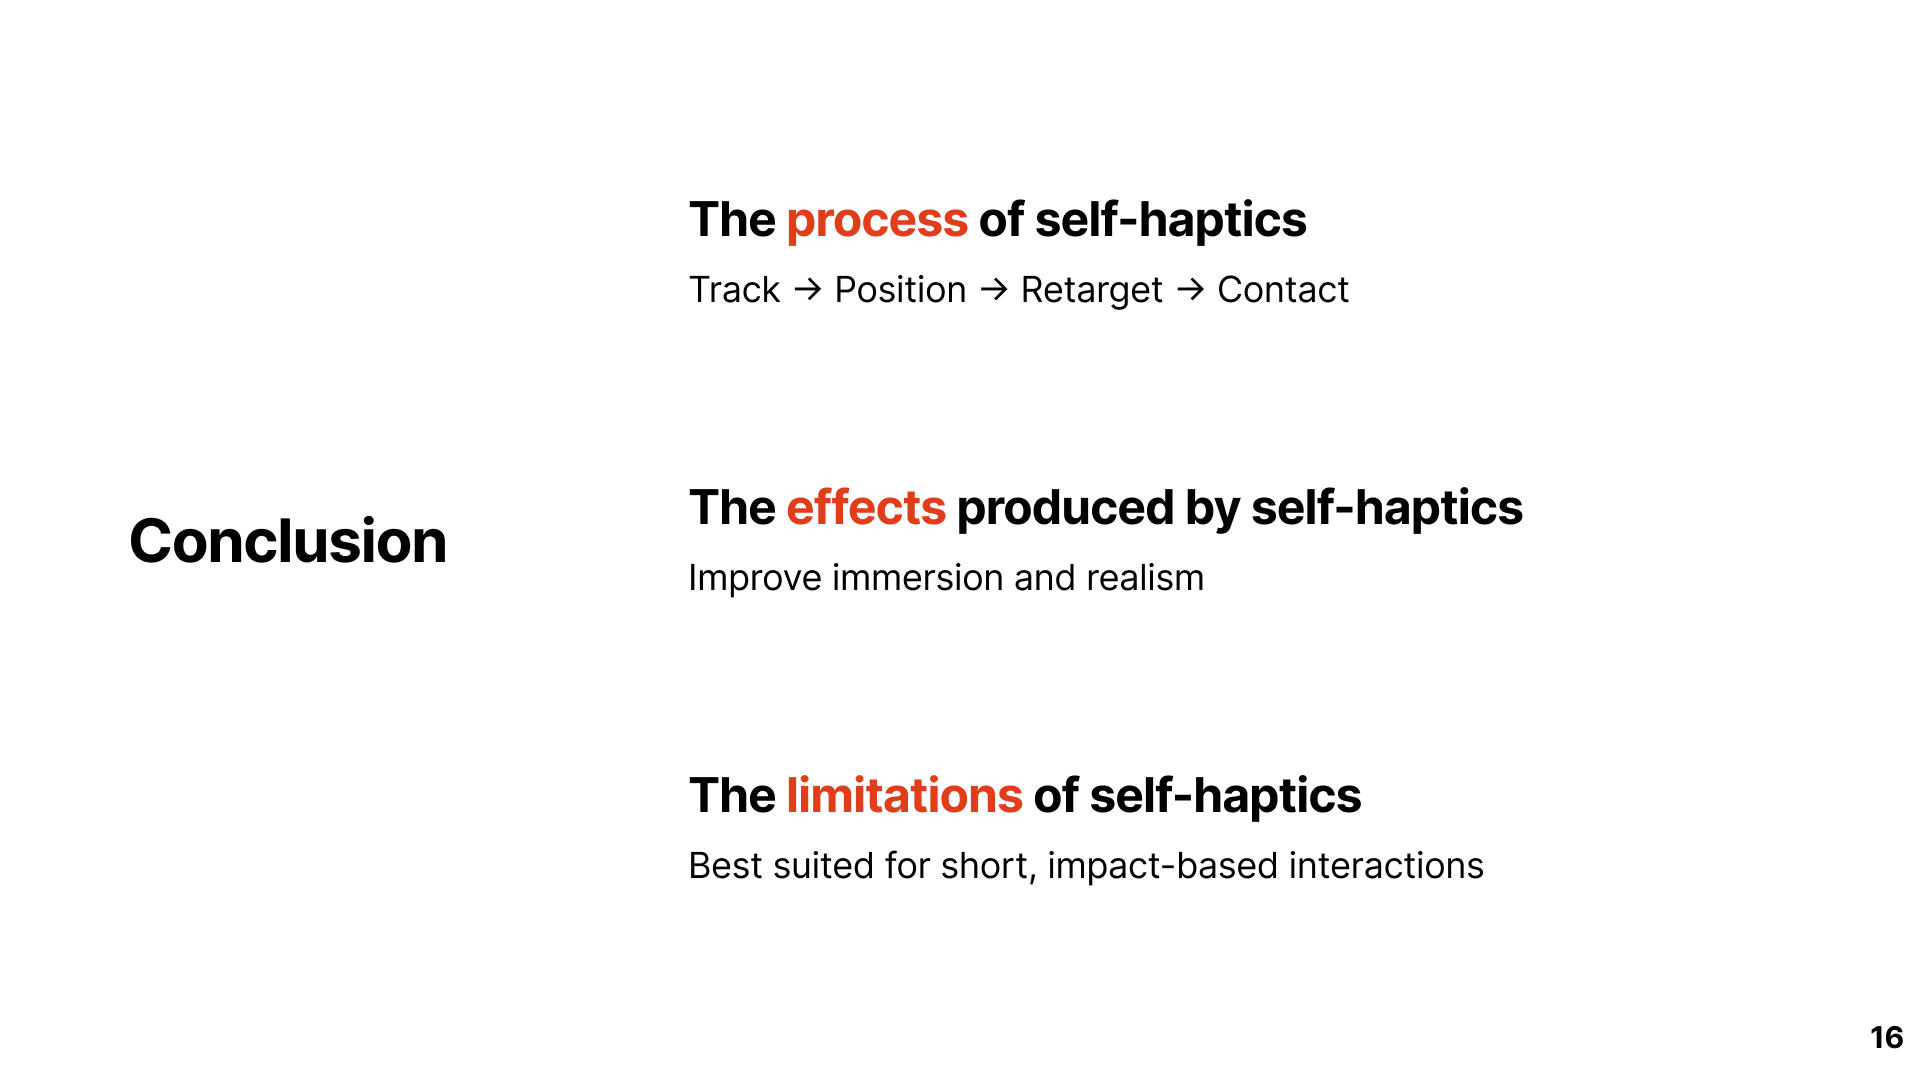 Conclusion
The process of self-haptics
Track → Position → Retarget → Contact
The effects produced by self-haptics
Improve immersion and realism
The limitations of self-haptics
Best suited for short, impact-based interactions
16